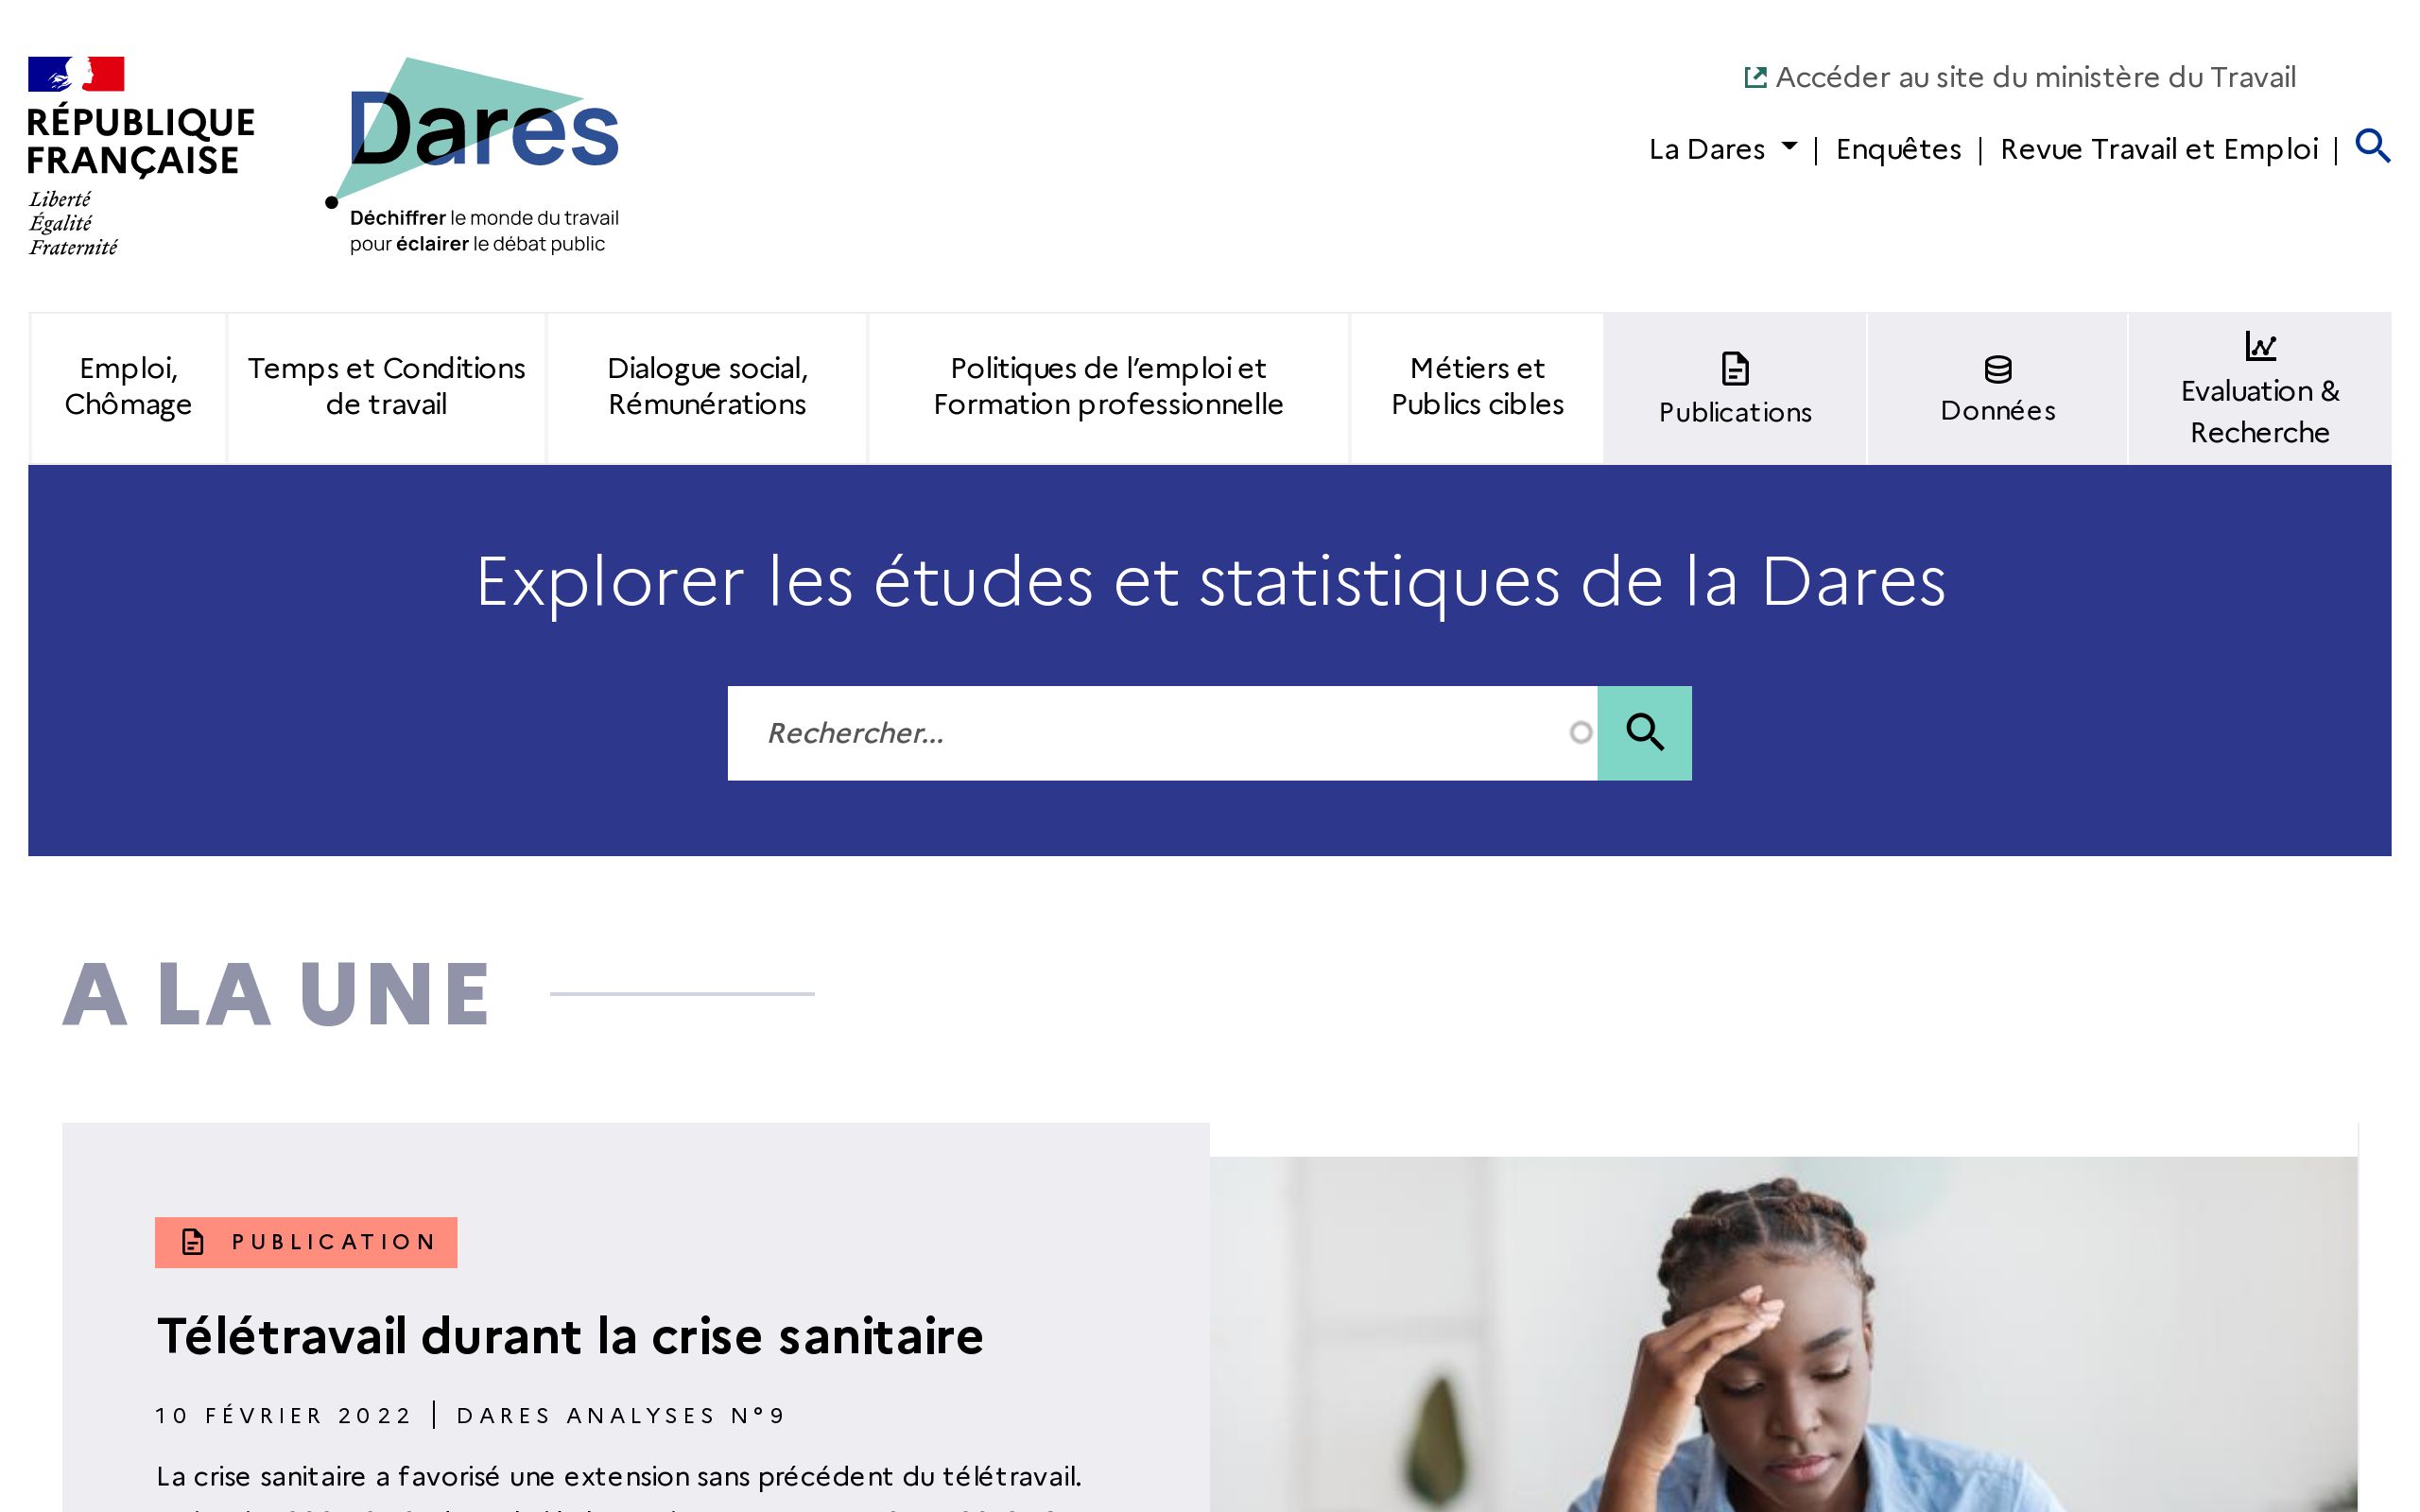 RÉPUBLIQUE
FRANÇAISE
Liberté
Égalité
Fraternité
Dares
Déchiffrer le monde du travail
pour éclairer le débat public
Accéder au site du ministère du Travail
La Dares | Enquêtes | Revue Travail et Emploi |
Emploi,
Chômage
Temps et Conditions
de travail
Dialogue social,
Rémunérations
Politiques de l’emploi et
Formation professionnelle
Métiers et
Publics cibles
Publications
Données
Evaluation &
Recherche
Explorer les études et statistiques de la Dares
Rechercher...
A LA UNE
PUBLICATION
Télétravail durant la crise sanitaire
10 FÉVRIER 2022 | DARES ANALYSES N°9
La crise sanitaire a favorisé une extension sans précédent du télétravail.